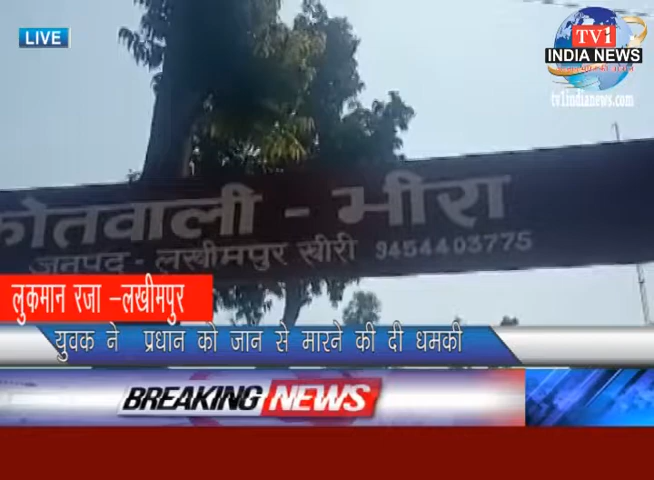 LIVE
TV1
INDIA NEWS
tv1indianews.com
कोतवाली - भीरा
जनपद - लखीमपुर खीरी 9454403775
लुकमान रजा -लखीमपुर
युवक ने प्रधान को जान से मारने की दी धमकी
BREAKING NEWS